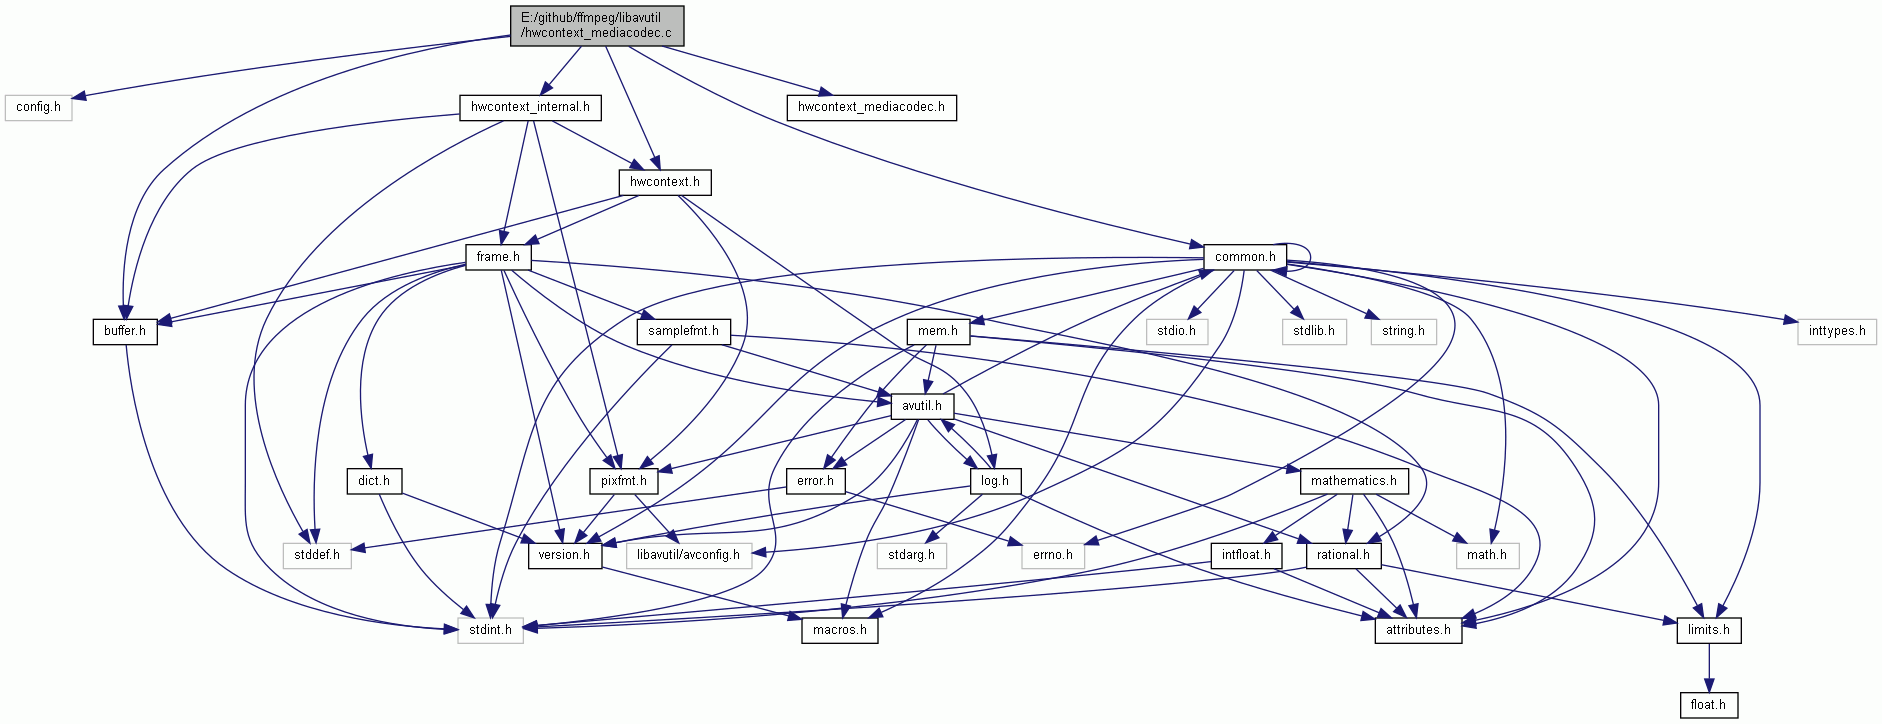 E:/github/ffmpeg/libavutil
/hwcontext_mediacodec.c
config.h
hwcontext_internal.h
hwcontext_mediacodec.h
hwcontext.h
frame.h
common.h
buffer.h
samplefmt.h
mem.h
stdio.h
stdlib.h
string.h
inttypes.h
avutil.h
dict.h
pixfmt.h
error.h
log.h
mathematics.h
stddef.h
version.h
libavutil/avconfig.h
stdarg.h
errno.h
intfloat.h
rational.h
math.h
stdint.h
macros.h
attributes.h
limits.h
float.h